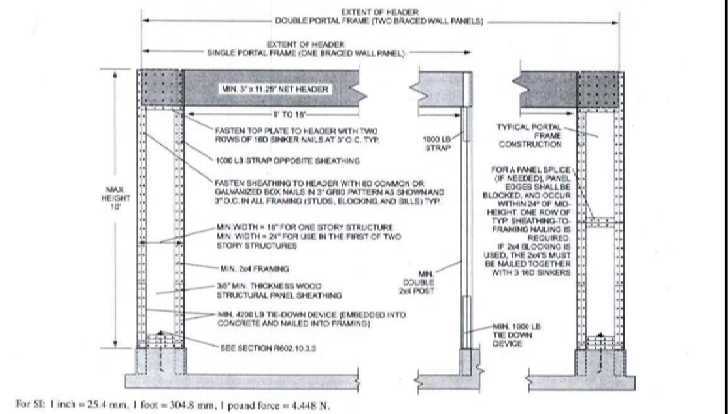 EXTENT OF HEADER
DOUBLE PORTAL FRAME (TWO BRACED WALL PANELS)
EXTENT OF HEADER
SINGLE PORTAL FRAME (ONE BRACED WALL PANEL)
MIN. 3" x 11.25" NET HEADER
6' TO 18'
FASTEN TOP PLATE TO HEADER WITH TWO
ROWS OF 16D SINKER NAILS AT 3" O.C. TYP.
1000 LB STRAP OPPOSITE SHEATHING
FASTEN SHEATHING TO HEADER WITH 8D COMMON OR
GALVANIZED BOX NAILS IN 3" GRID PATTERN AS SHOWN AND
3" O.C. IN ALL FRAMING (STUDS, BLOCKING, AND SILLS) TYP.
MAX.
HEIGHT
10'
MIN. WIDTH = 16" FOR ONE STORY STRUCTURE
MIN. WIDTH = 24" FOR USE IN THE FIRST OF TWO
STORY STRUCTURES
MIN. 2x4 FRAMING
3/8" MIN. THICKNESS WOOD
STRUCTURAL PANEL SHEATHING
MIN. 4200 LB TIE-DOWN DEVICE (EMBEDDED INTO
CONCRETE AND NAILED INTO FRAMING)
SEE SECTION R602.10.3.3
1000 LB
STRAP
MIN.
DOUBLE
2x4 POST
MIN. 1000 LB
TIE DOWN
DEVICE
TYPICAL PORTAL
FRAME
CONSTRUCTION
FOR A PANEL SPLICE
(IF NEEDED), PANEL
EDGES SHALL BE
BLOCKED, AND OCCUR
WITHIN 24" OF MID-
HEIGHT. ONE ROW OF
TYP. SHEATHING-TO-
FRAMING NAILING IS
REQUIRED.
IF 2x4 BLOCKING IS
USED, THE 2x4'S MUST
BE NAILED TOGETHER
WITH 3 16D SINKERS
For SI: 1 inch = 25.4 mm, 1 foot = 304.8 mm, 1 pound force = 4.448 N.